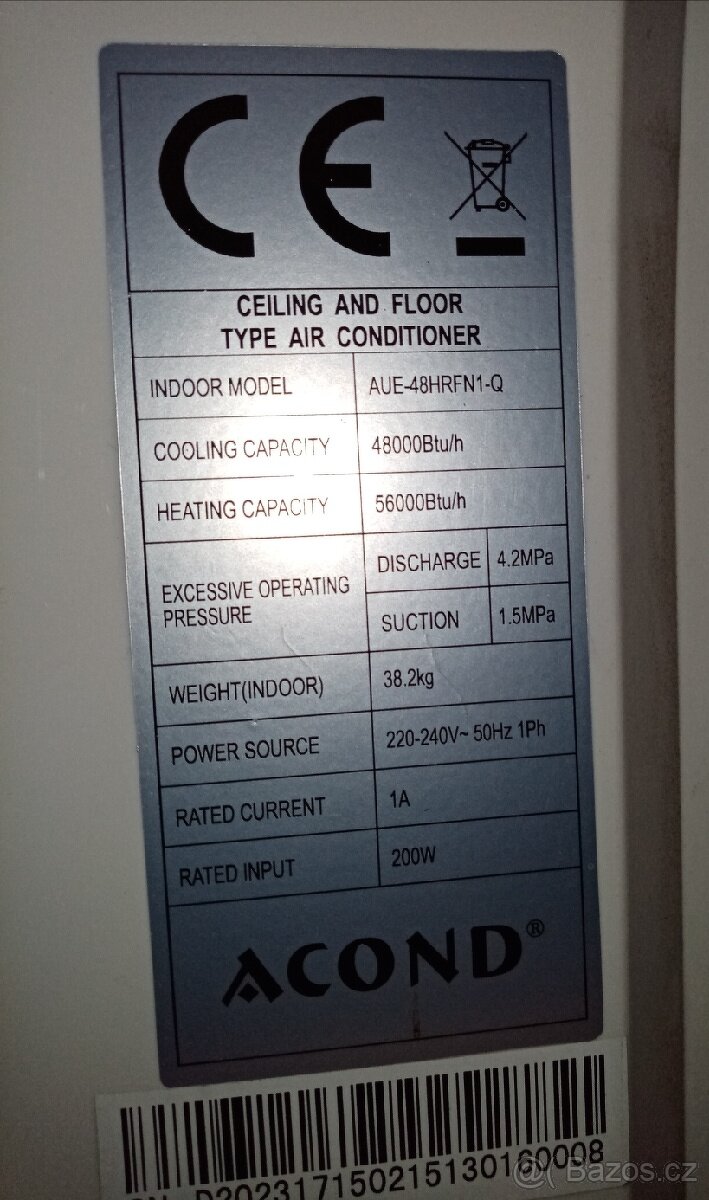 CE
CEILING AND FLOOR
TYPE AIR CONDITIONER
INDOOR MODEL AUE-48HRFN1-Q
COOLING CAPACITY 48000Btu/h
HEATING CAPACITY 56000Btu/h
EXCESSIVE OPERATING
PRESSURE
DISCHARGE 4.2MPa
SUCTION 1.5MPa
WEIGHT(INDOOR) 38.2kg
POWER SOURCE 220-240V~ 50Hz 1Ph
RATED CURRENT 1A
RATED INPUT 200W
ACOND®
D202317150215130160008
@ Bazos.cz